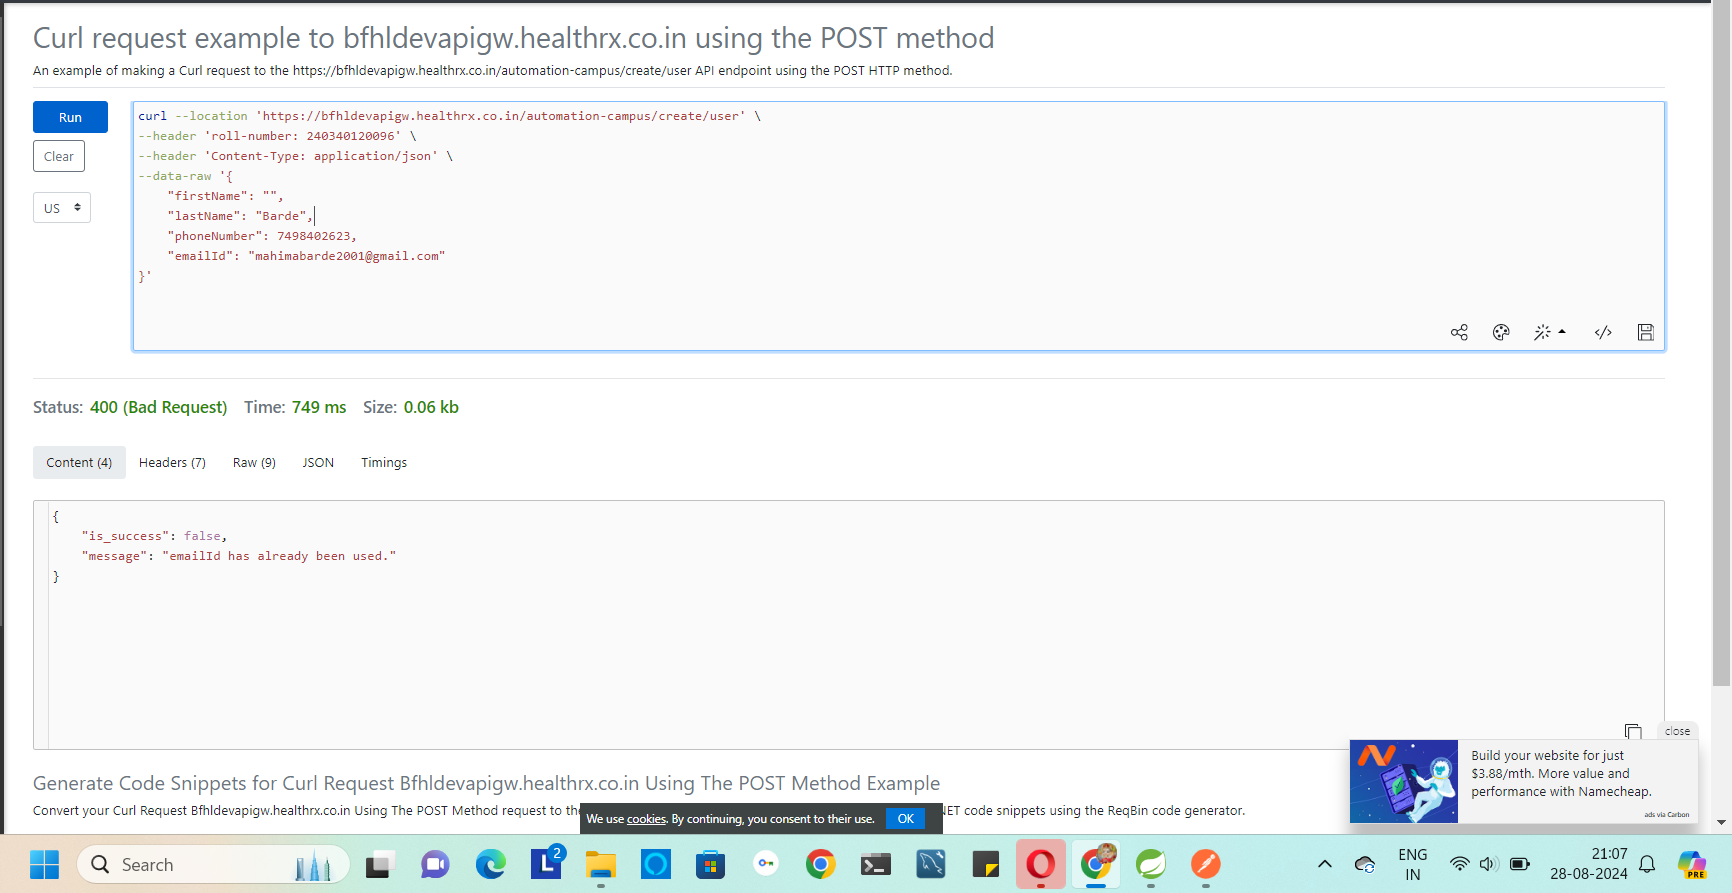 Curl request example to bfhldevapigw.healthrx.co.in using the POST method
An example of making a Curl request to the https://bfhldevapigw.healthrx.co.in/automation-campus/create/user API endpoint using the POST HTTP method.
Run
Clear
US
curl --location 'https://bfhldevapigw.healthrx.co.in/automation-campus/create/user' \
--header 'roll-number: 240340120096' \
--header 'Content-Type: application/json' \
--data-raw '{
"firstName": "",
"lastName": "Barde",
"phoneNumber": 7498402623,
"emailId": "mahimabarde2001@gmail.com"
}'
Status: 400 (Bad Request) Time: 749 ms Size: 0.06 kb
Content (4) Headers (7) Raw (9) JSON Timings
{
"is_success": false,
"message": "emailId has already been used."
}
close
Build your website for just
$3.88/mth. More value and
performance with Namecheap.
ads via Carbon
Generate Code Snippets for Curl Request Bfhldevapigw.healthrx.co.in Using The POST Method Example
Convert your Curl Request Bfhldevapigw.healthrx.co.in Using The POST Method request to the NET code snippets using the ReqBin code generator.
We use cookies. By continuing, you consent to their use. OK
Search
2
ENG
IN
21:07
28-08-2024
PRE